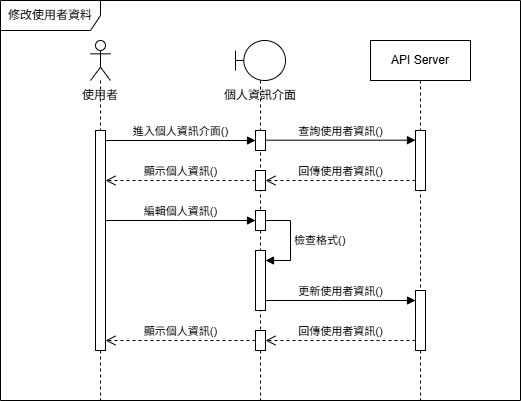 修改使用者資料
使用者
個人資訊介面
API Server
進入個人資訊介面()
查詢使用者資訊()
顯示個人資訊()
回傳使用者資訊()
編輯個人資訊()
檢查格式()
更新使用者資訊()
顯示個人資訊()
回傳使用者資訊()